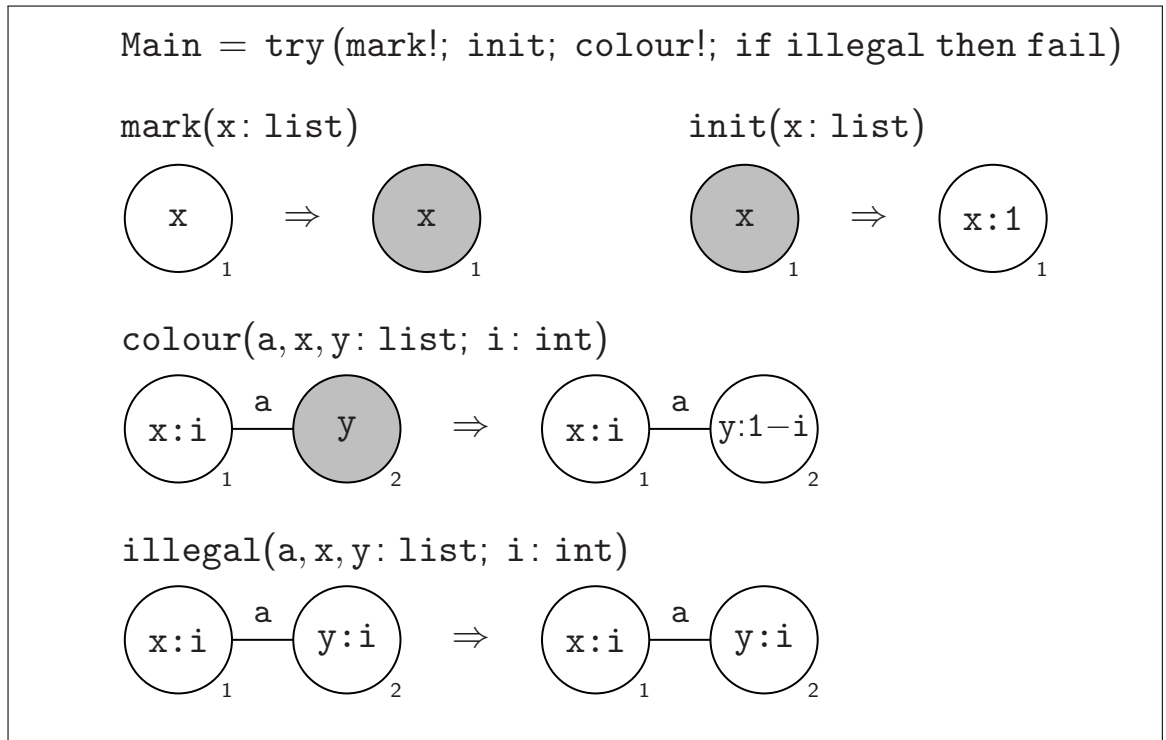 Main = try (mark!; init; colour!; if illegal then fail)
mark(x: list) init(x: list)
x ⇒ x x ⇒ x:1
1 1 1 1
colour(a, x, y: list; i: int)
a a
x:i y ⇒ x:i y:1−i
1 2 1 2
illegal(a, x, y: list; i: int)
a a
x:i y:i ⇒ x:i y:i
1 2 1 2